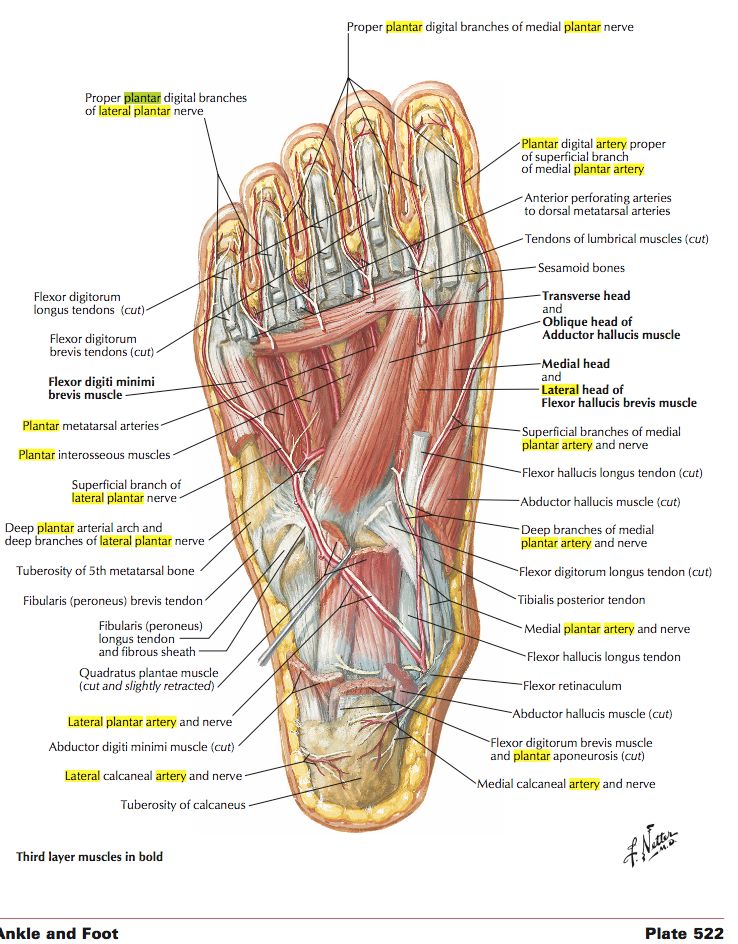 Proper plantar digital branches of medial plantar nerve
Proper plantar digital branches
of lateral plantar nerve
Plantar digital artery proper
of superficial branch
of medial plantar artery
Anterior perforating arteries
to dorsal metatarsal arteries
Tendons of lumbrical muscles (cut)
Sesamoid bones
Transverse head
and
Oblique head of
Adductor hallucis muscle
Medial head
and
Lateral head of
Flexor hallucis brevis muscle
Superficial branches of medial
plantar artery and nerve
Flexor hallucis longus tendon (cut)
Abductor hallucis muscle (cut)
Deep branches of medial
plantar artery and nerve
Flexor digitorum longus tendon (cut)
Tibialis posterior tendon
Medial plantar artery and nerve
Flexor hallucis longus tendon
Flexor retinaculum
Abductor hallucis muscle (cut)
Flexor digitorum brevis muscle
and plantar aponeurosis (cut)
Medial calcaneal artery and nerve
Flexor digitorum
longus tendons (cut)
Flexor digitorum
brevis tendons (cut)
Flexor digiti minimi
brevis muscle
Plantar metatarsal arteries
Plantar interosseous muscles
Superficial branch of
lateral plantar nerve
Deep plantar arterial arch and
deep branches of lateral plantar nerve
Tuberosity of 5th metatarsal bone
Fibularis (peroneus) brevis tendon
Fibularis (peroneus)
longus tendon
and fibrous sheath
Quadratus plantae muscle
(cut and slightly retracted)
Lateral plantar artery and nerve
Abductor digiti minimi muscle (cut)
Lateral calcaneal artery and nerve
Tuberosity of calcaneus
Third layer muscles in bold
F. Netter
M.D.
Ankle and Foot
Plate 522